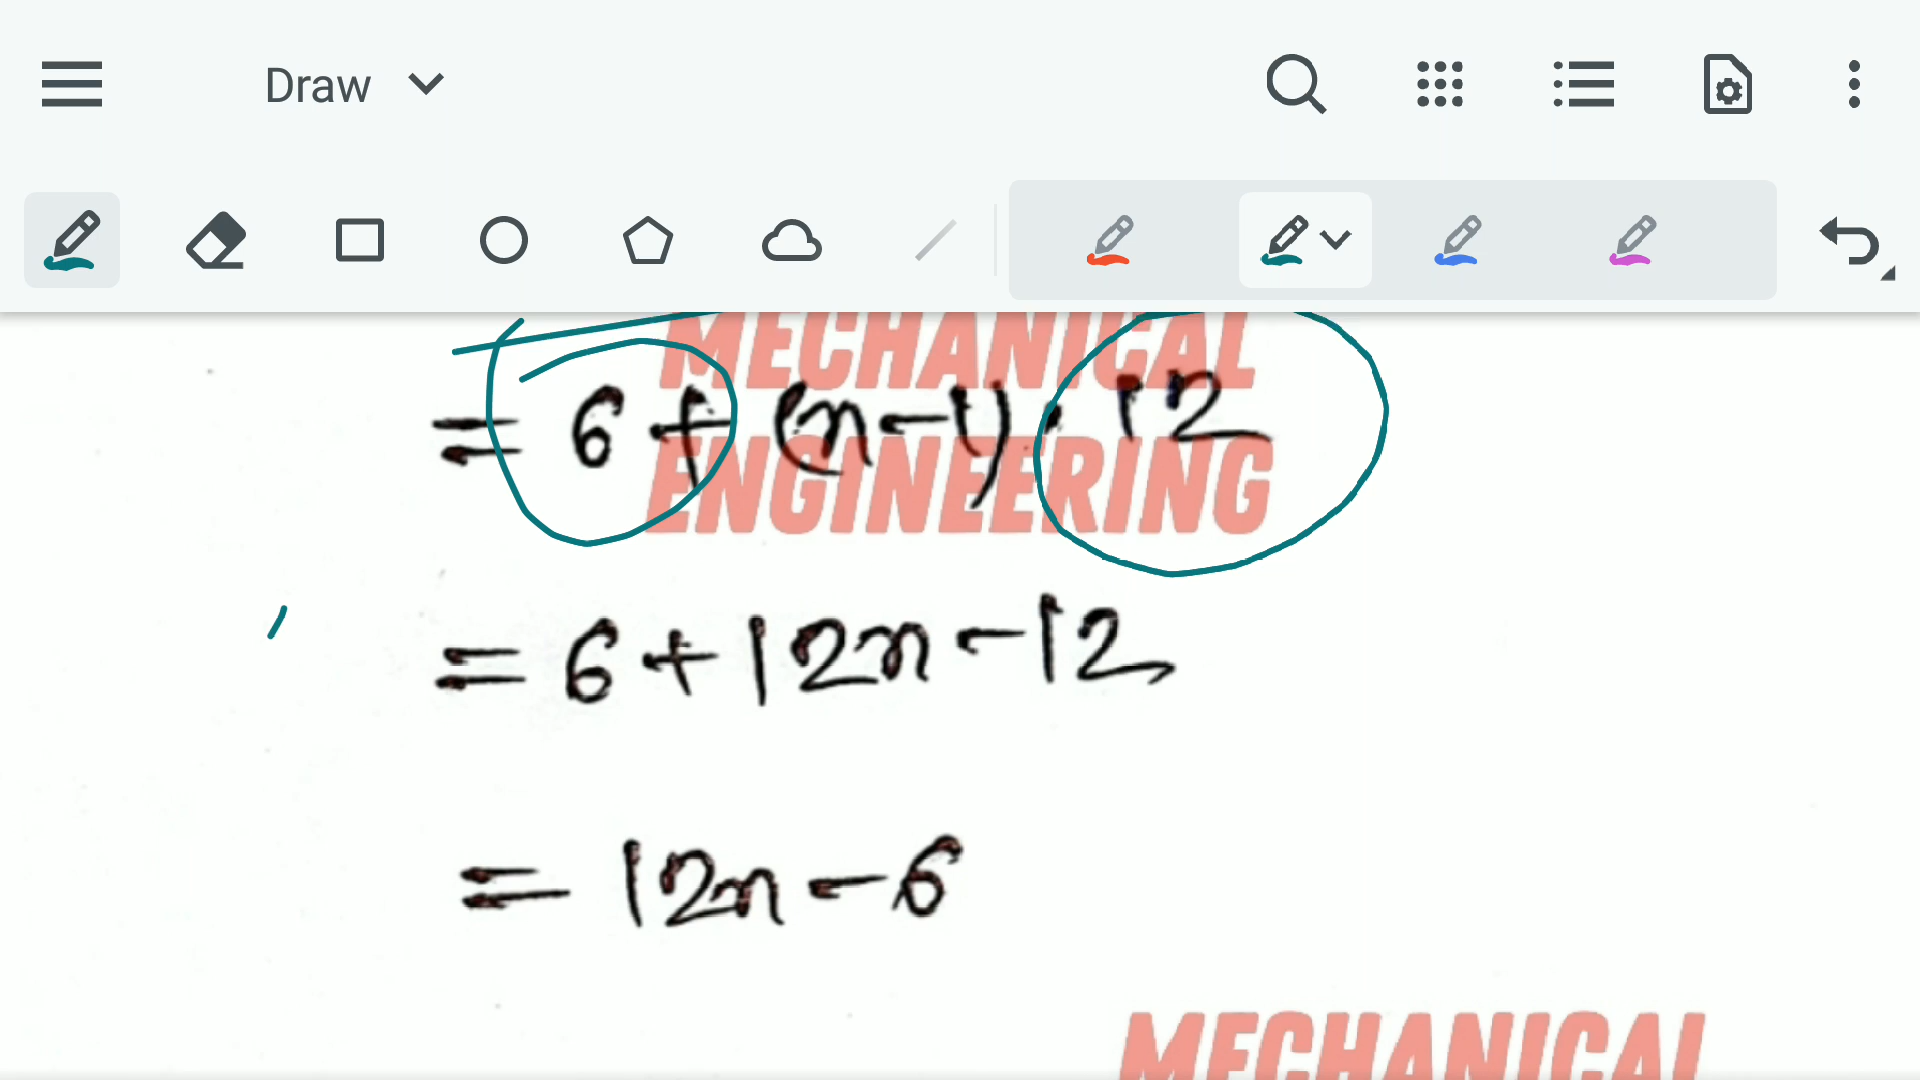 Draw
MECHANICAL
= 6 + (n-1) · 12
ENGINEERING
= 6 + 12n - 12
= 12n - 6
MECHANICAL